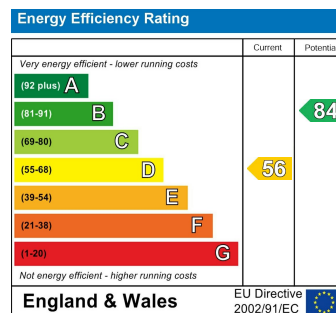 Energy Efficiency Rating
Current Potential
Very energy efficient - lower running costs
(92 plus) A
(81-91) B
84
(69-80) C
(55-68) D
56
(39-54) E
(21-38) F
(1-20) G
Not energy efficient - higher running costs
England & Wales
EU Directive
2002/91/EC